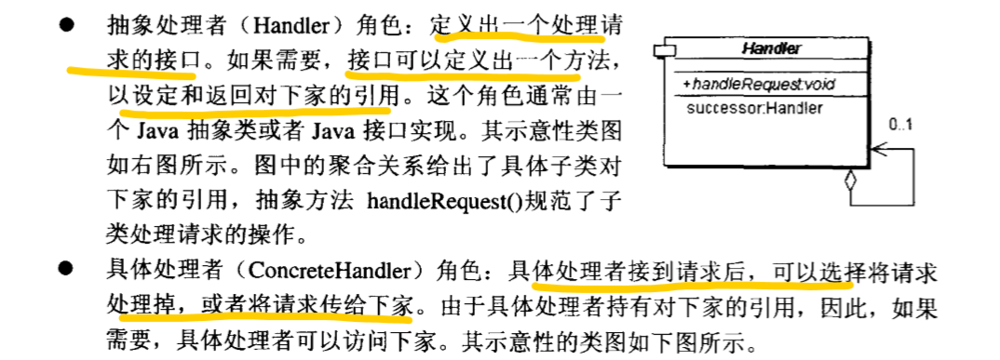 ● 抽象处理者（Handler）角色：定义出一个处理请
求的接口。如果需要，接口可以定义出一个方法，
以设定和返回对下家的引用。这个角色通常由一
个 Java 抽象类或者 Java 接口实现。其示意性类图
如右图所示。图中的聚合关系给出了具体子类对
下家的引用，抽象方法 handleRequest()规范了子
类处理请求的操作。
Handler
+handleRequest:void
successor:Handler
0..1
● 具体处理者（ConcreteHandler）角色：具体处理者接到请求后，可以选择将请求
处理掉，或者将请求传给下家。由于具体处理者持有对下家的引用，因此，如果
需要，具体处理者可以访问下家。其示意性的类图如下图所示。